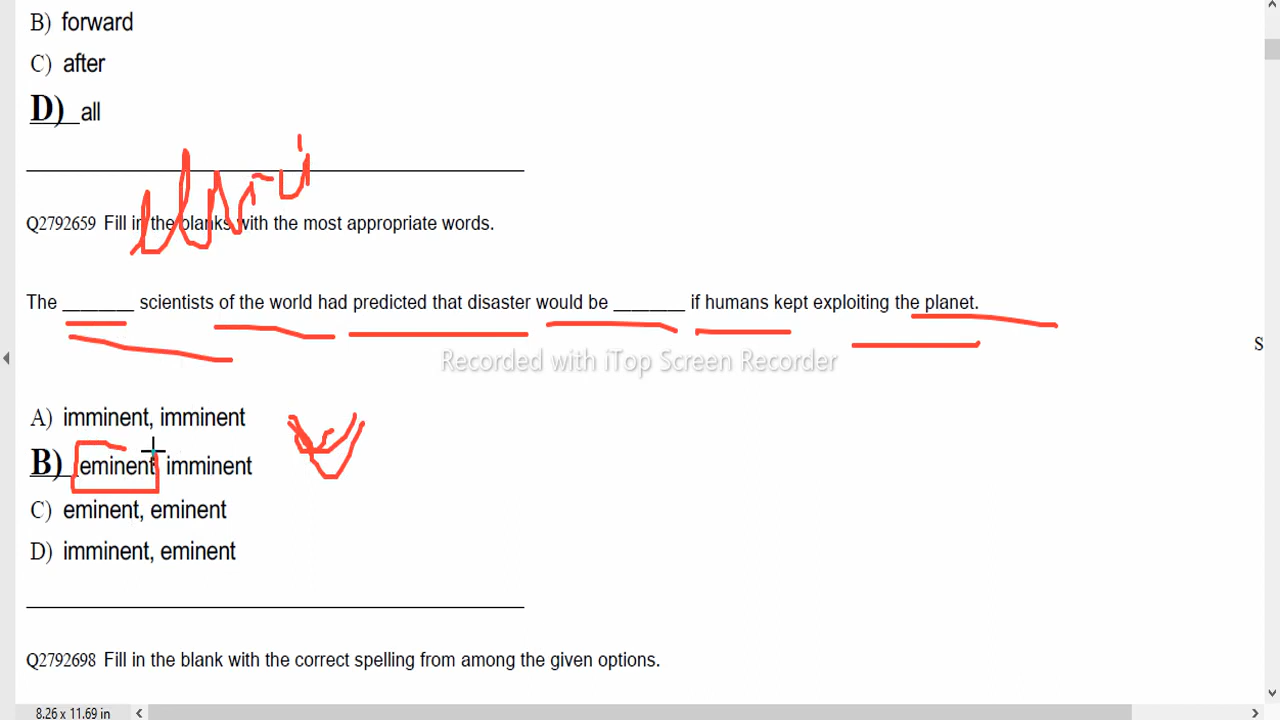 B) forward
C) after
D) all
Q2792659 Fill in the blanks with the most appropriate words.
The ________ scientists of the world had predicted that disaster would be ________ if humans kept exploiting the planet.
S
Recorded with iTop Screen Recorder
A) imminent, imminent
B) eminent, imminent
C) eminent, eminent
D) imminent, eminent
Q2792698 Fill in the blank with the correct spelling from among the given options.
8.26 x 11.69 in